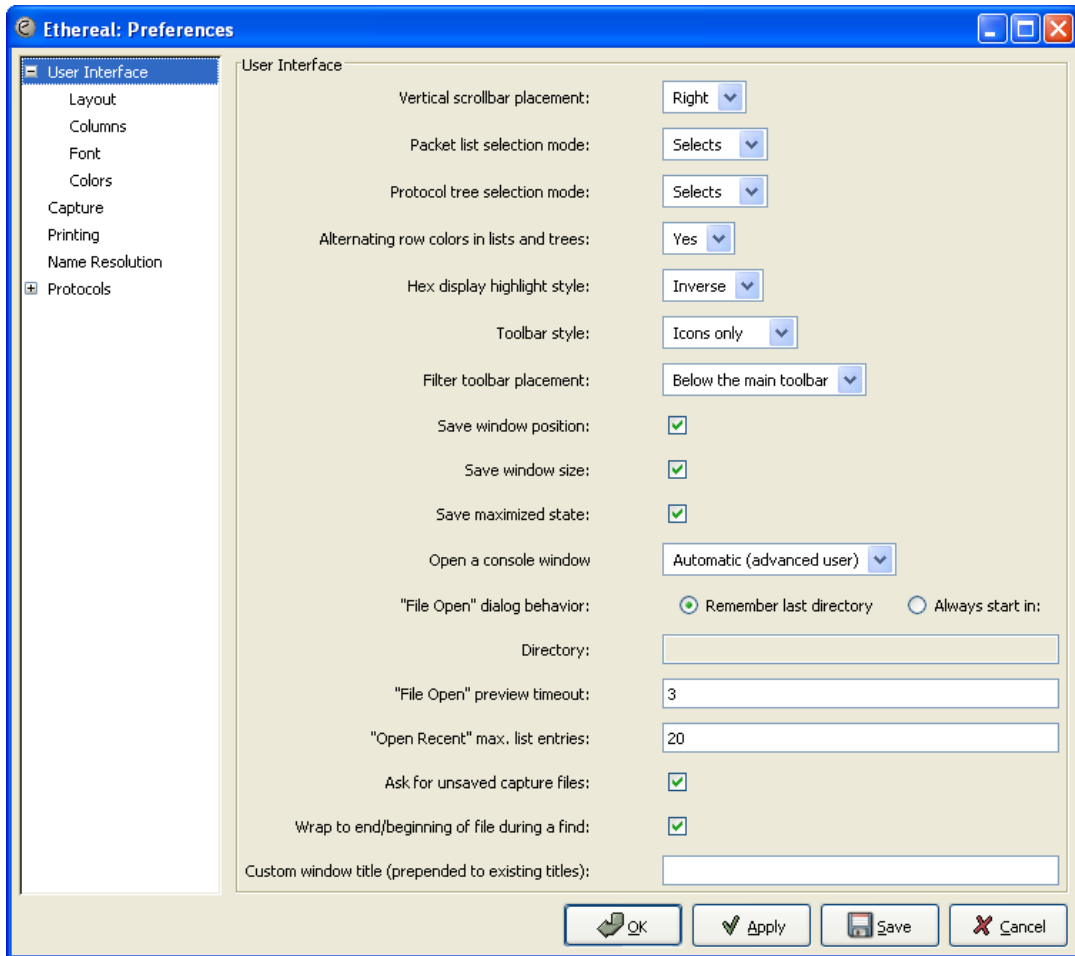 Ethereal: Preferences
User Interface
Layout
Columns
Font
Colors
Capture
Printing
Name Resolution
Protocols
User Interface
Vertical scrollbar placement: Right
Packet list selection mode: Selects
Protocol tree selection mode: Selects
Alternating row colors in lists and trees: Yes
Hex display highlight style: Inverse
Toolbar style: Icons only
Filter toolbar placement: Below the main toolbar
Save window position:
Save window size:
Save maximized state:
Open a console window Automatic (advanced user)
"File Open" dialog behavior: Remember last directory Always start in:
Directory:
"File Open" preview timeout: 3
"Open Recent" max. list entries: 20
Ask for unsaved capture files:
Wrap to end/beginning of file during a find:
Custom window title (prepended to existing titles):
OK Apply Save Cancel